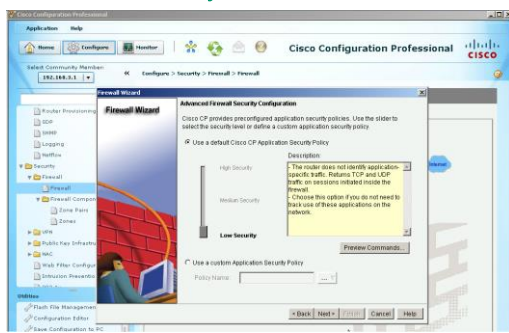 Cisco Configuration Professional
Application Help
Home Configure Monitor
Cisco Configuration Professional
CISCO
Select Community Member:
192.168.1.1
Configure > Security > Firewall > Firewall
Firewall Wizard
Firewall Wizard
Advanced Firewall Security Configuration
Cisco CP provides preconfigured application security policies. Use the slider to
select the security level or define a custom application security policy.
Use a default Cisco CP Application Security Policy
Description:
High Security
Medium Security
Low Security
- The router does not identify application-
specific traffic. Returns TCP and UDP
traffic on sessions initiated inside the
firewall.
- Choose this option if you do not need to
track use of these applications on the
network.
Preview Commands...
Use a custom Application Security Policy
Policy Name:
< Back Next > Finish Cancel Help
Router Provisioning
SDP
SNMP
Logging
Netflow
Security
Firewall
Firewall
Firewall Compon
Zone Pairs
Zones
VPN
Public Key Infrastru
NAC
Web Filter Configur
Intrusion Preventio
Utilities
Flash File Managemen
Configuration Editor
Save Configuration to PC
Internet